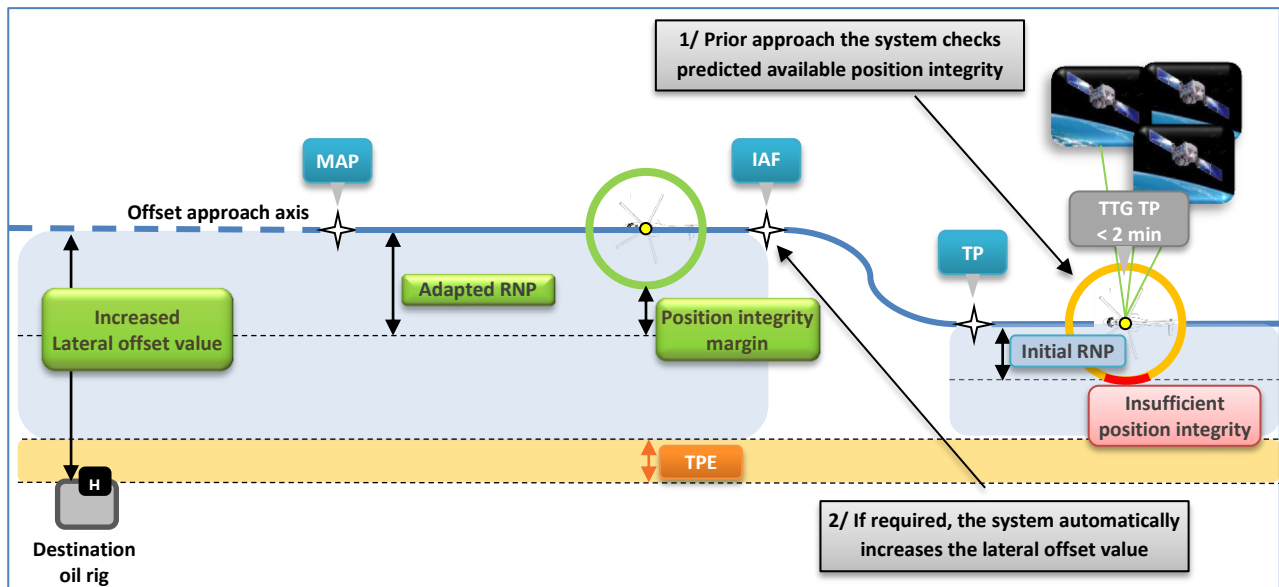 1/ Prior approach the system checks
predicted available position integrity
MAP
IAF
TTG TP
< 2 min
Offset approach axis
TP
Adapted RNP
Increased
Lateral offset value
Position integrity
margin
Initial RNP
Insufficient
position integrity
TPE
H
2/ If required, the system automatically
increases the lateral offset value
Destination
oil rig